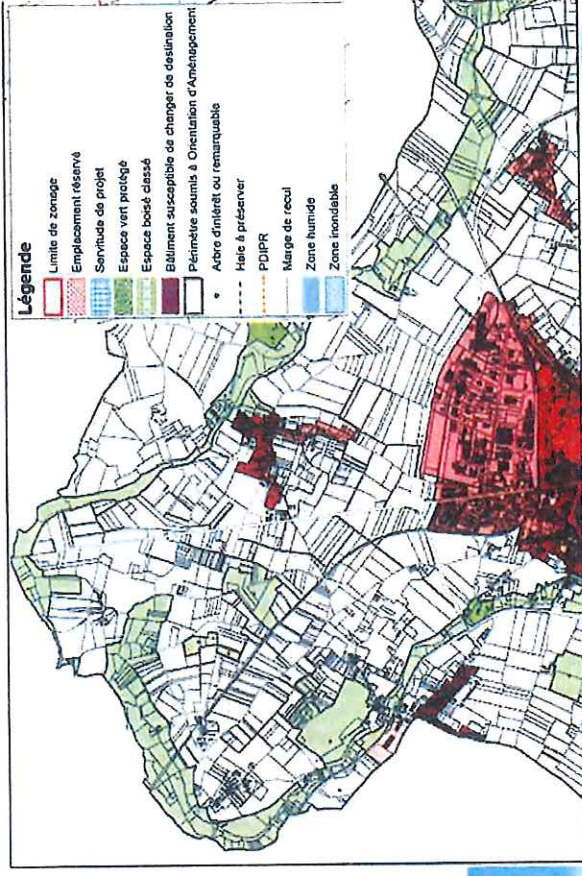 Légende
Limite de zonage
Emplacement réservé
Servitude de projet
Espace vert protégé
Espace boisé classé
Bâtiment susceptible de changer de destination
Périmètre soumis à Orientation d'Aménagement
Arbre d'intérêt ou remarquable
Haie à préserver
PDIPR
Marge de recul
Zone humide
Zone inondable